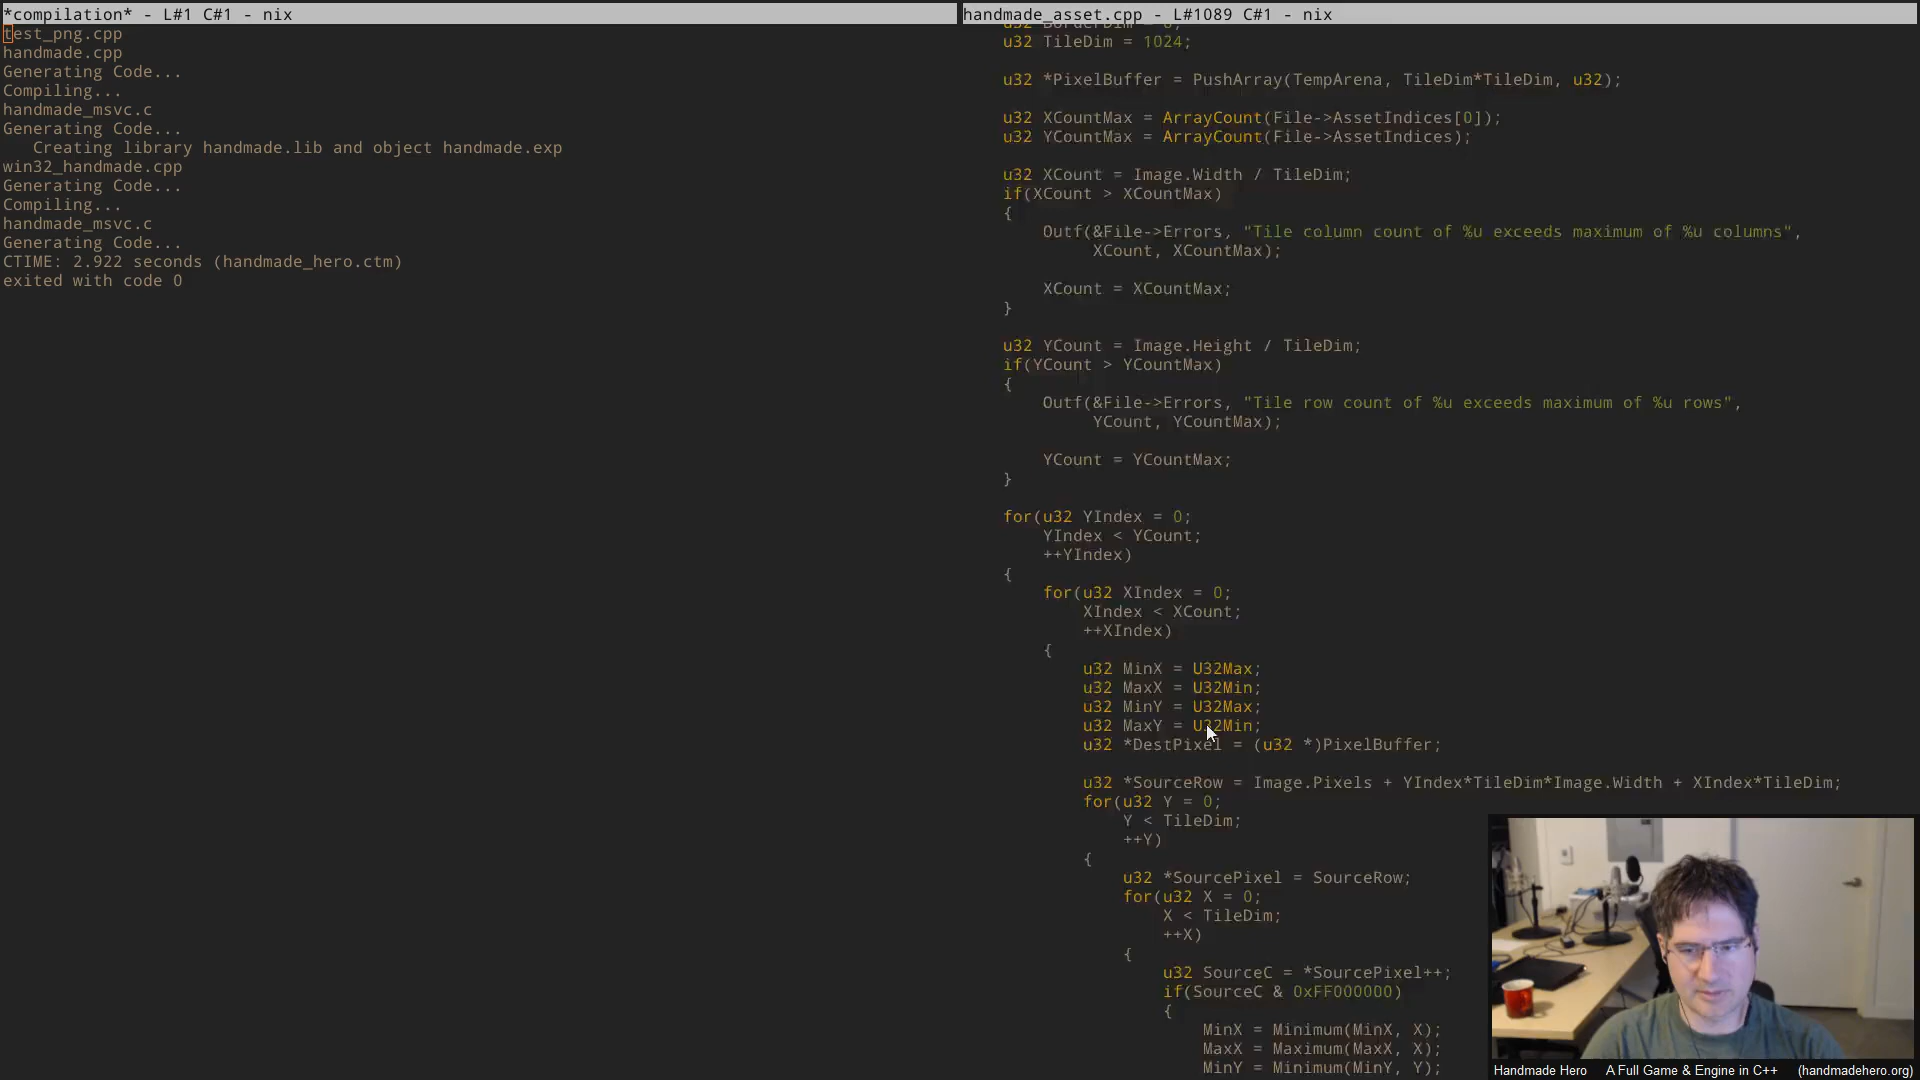 *compilation* - L#1 C#1 - nix
test_png.cpp
handmade.cpp
Generating Code...
Compiling...
handmade_msvc.c
Generating Code...
   Creating library handmade.lib and object handmade.exp
win32_handmade.cpp
Generating Code...
Compiling...
handmade_msvc.c
Generating Code...
CTIME: 2.922 seconds (handmade_hero.ctm)
exited with code 0
handmade_asset.cpp - L#1089 C#1 - nix
u32 TileDim = 1024;
u32 *PixelBuffer = PushArray(TempArena, TileDim*TileDim, u32);
u32 XCountMax = ArrayCount(File->AssetIndices[0]);
u32 YCountMax = ArrayCount(File->AssetIndices);
u32 XCount = Image.Width / TileDim;
if(XCount > XCountMax)
{
Outf(&File->Errors, "Tile column count of %u exceeds maximum of %u columns",
XCount, XCountMax);
XCount = XCountMax;
}
u32 YCount = Image.Height / TileDim;
if(YCount > YCountMax)
{
Outf(&File->Errors, "Tile row count of %u exceeds maximum of %u rows",
YCount, YCountMax);
YCount = YCountMax;
}
for(u32 YIndex = 0;
YIndex < YCount;
++YIndex)
{
for(u32 XIndex = 0;
XIndex < XCount;
++XIndex)
{
u32 MinX = U32Max;
u32 MaxX = U32Min;
u32 MinY = U32Max;
u32 MaxY = U32Min;
u32 *DestPixel = (u32 *)PixelBuffer;
u32 *SourceRow = Image.Pixels + YIndex*TileDim*Image.Width + XIndex*TileDim;
for(u32 Y = 0;
Y < TileDim;
++Y)
{
u32 *SourcePixel = SourceRow;
for(u32 X = 0;
X < TileDim;
++X)
{
u32 SourceC = *SourcePixel++;
if(SourceC & 0xFF000000)
{
MinX = Minimum(MinX, X);
MaxX = Maximum(MaxX, X);
MinY = Minimum(MinY, Y);
Handmade Hero    A Full Game & Engine in C++    (handmadehero.org)